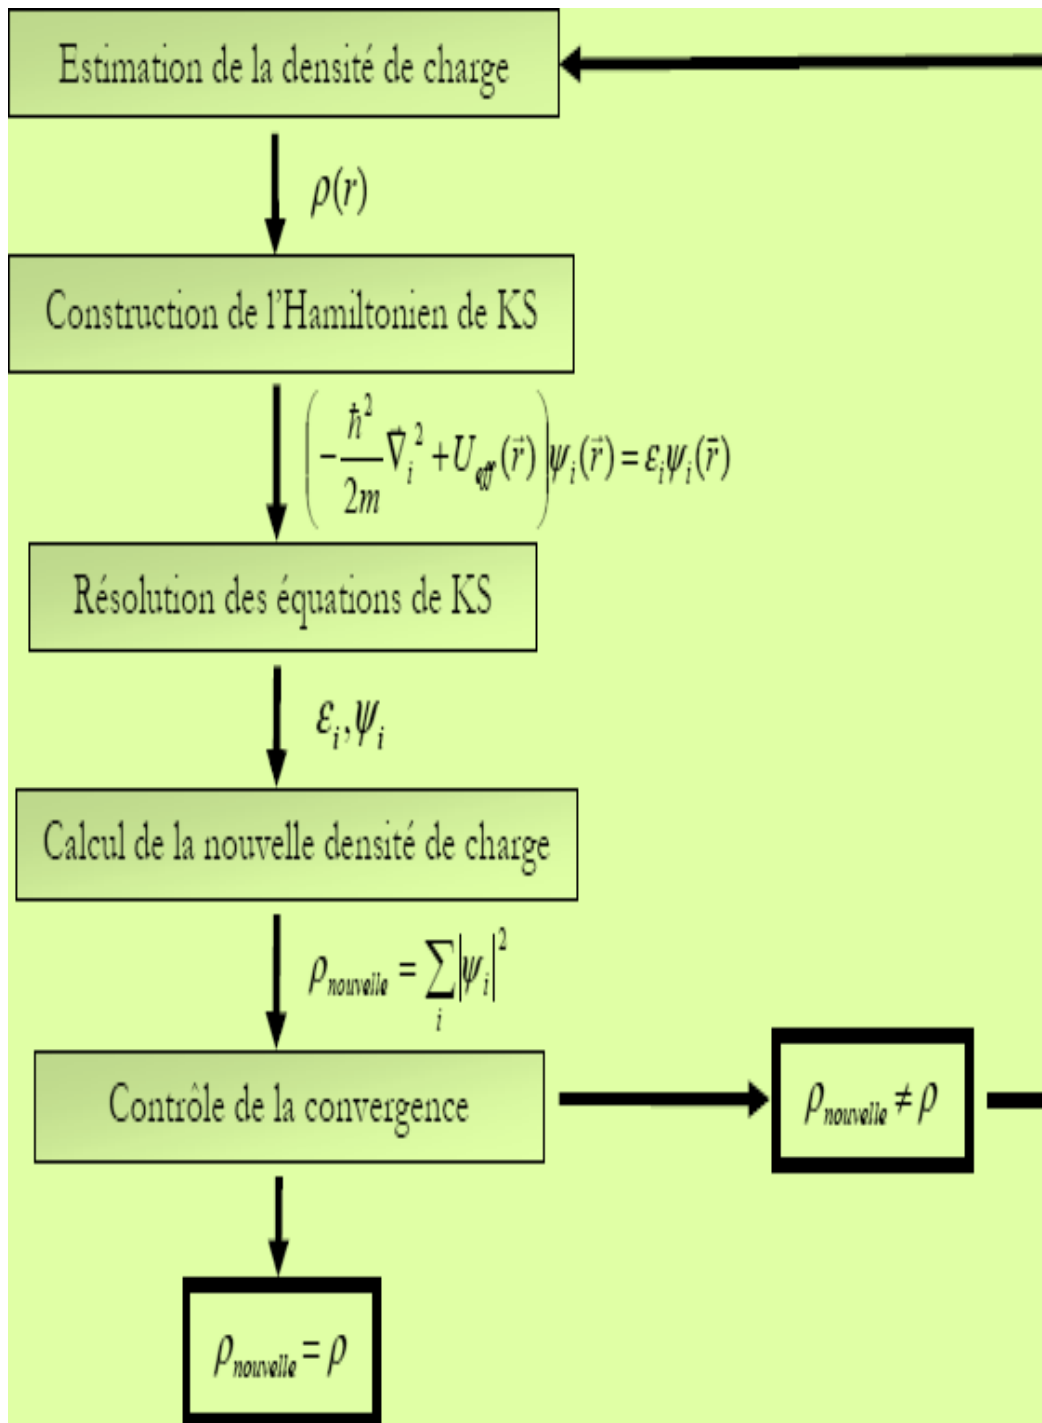 Estimation de la densité de charge
ρ(r)
Construction de l'Hamiltonien de KS
(−ħ²/2m ∇⃗ᵢ² + U_eff(r⃗))ψᵢ(r⃗) = εᵢψᵢ(r̄)
Résolution des équations de KS
εᵢ,ψᵢ
Calcul de la nouvelle densité de charge
ρ_nouvelle = ∑ᵢ|ψᵢ|²
Contrôle de la convergence
ρ_nouvelle ≠ ρ
ρ_nouvelle = ρ